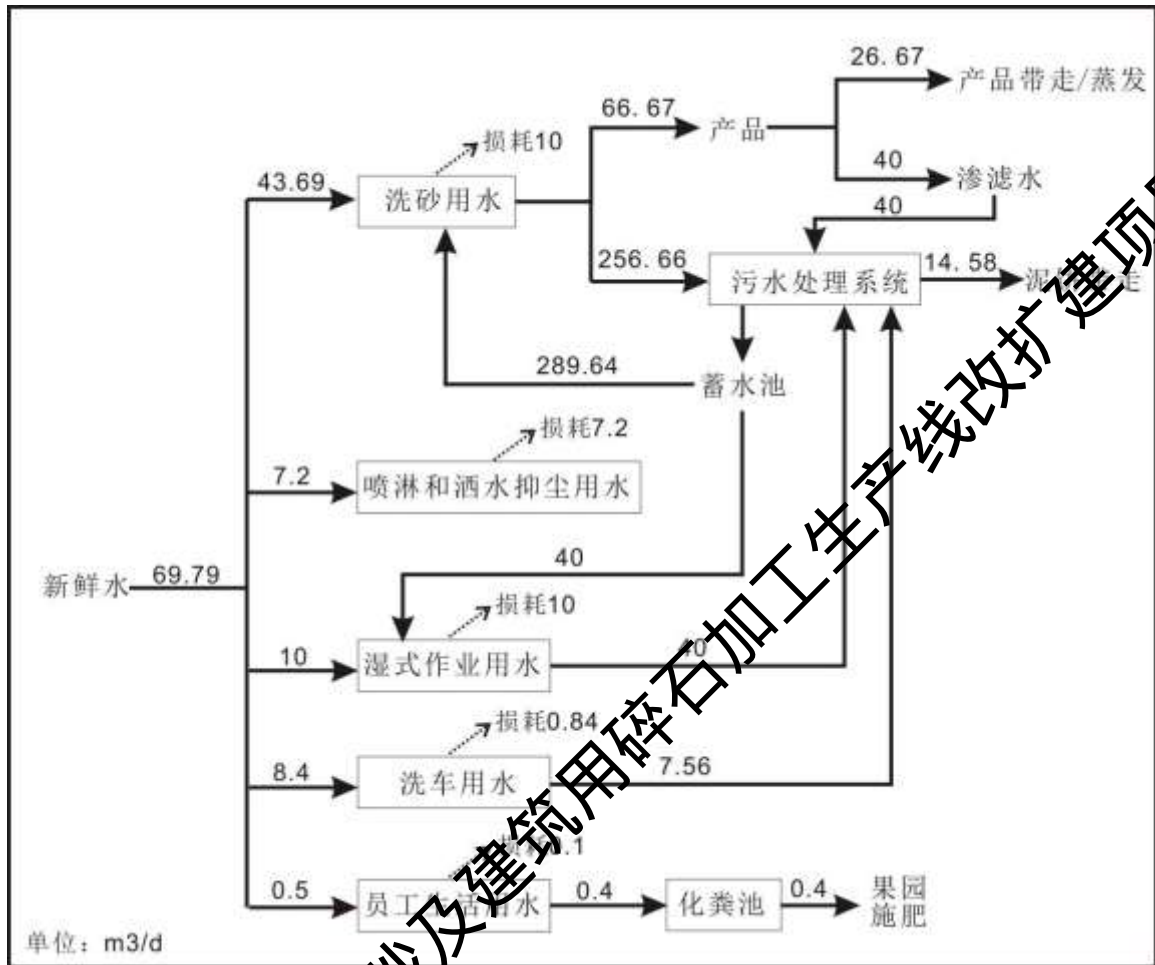 26.67
产品带走/蒸发
66.67
产品
损耗10
40
渗滤水
43.69
洗砂用水
40
256.66
污水处理系统
14.58
289.64
蓄水池
损耗7.2
7.2
喷淋和洒水抑尘用水
40
新鲜水
69.79
损耗10
10
湿式作业用水
40
损耗0.84
8.4
洗车用水
7.56
0.5
0.4
化粪池
0.4
果园
施肥
单位：m3/d
及建筑用碎石加工生产线改扩建项